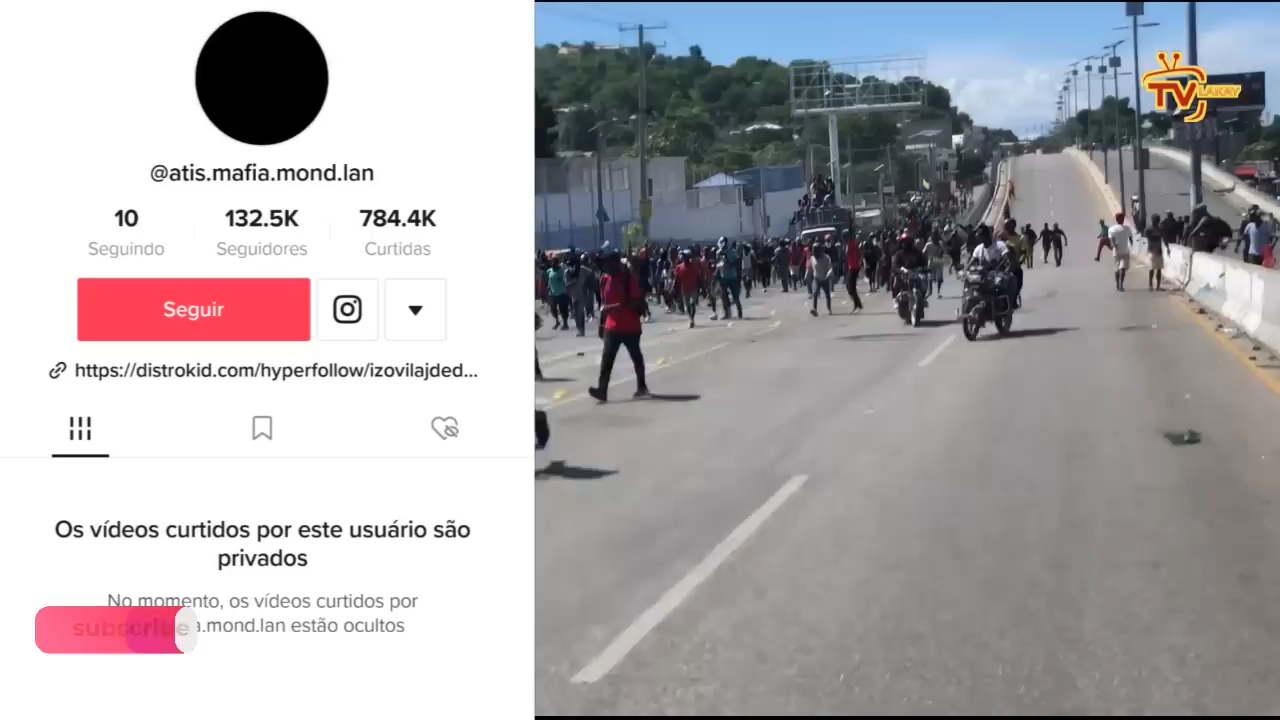 @atis.mafia.mond.lan
10 132.5K 784.4K
Seguindo Seguidores Curtidas
Seguir
https://distrokid.com/hyperfollow/izovilajded...
Os vídeos curtidos por este usuário são
privados
No momento, os vídeos curtidos por
a.mond.lan estão ocultos
subscribe
TV LAKAY